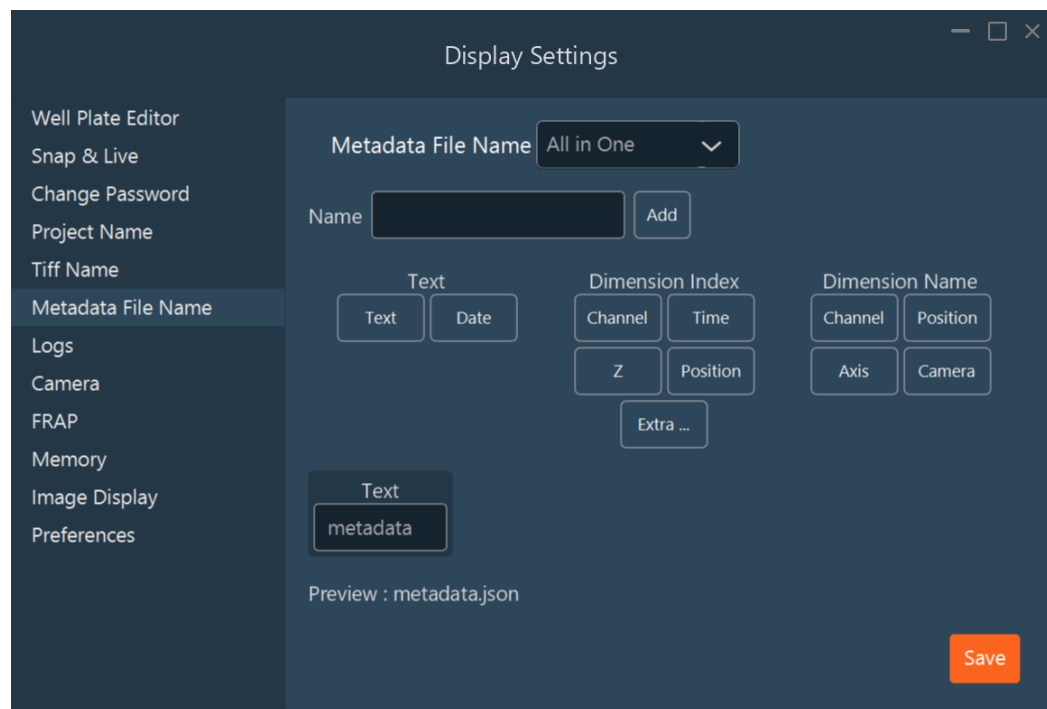 Display Settings
Well Plate Editor
Snap & Live
Change Password
Project Name
Tiff Name
Metadata File Name
Logs
Camera
FRAP
Memory
Image Display
Preferences
Metadata File Name All in One
Name Add
Text Dimension Index Dimension Name
Text Date Channel Time Channel Position
Z Position Axis Camera
Extra ...
Text
metadata
Preview : metadata.json
Save